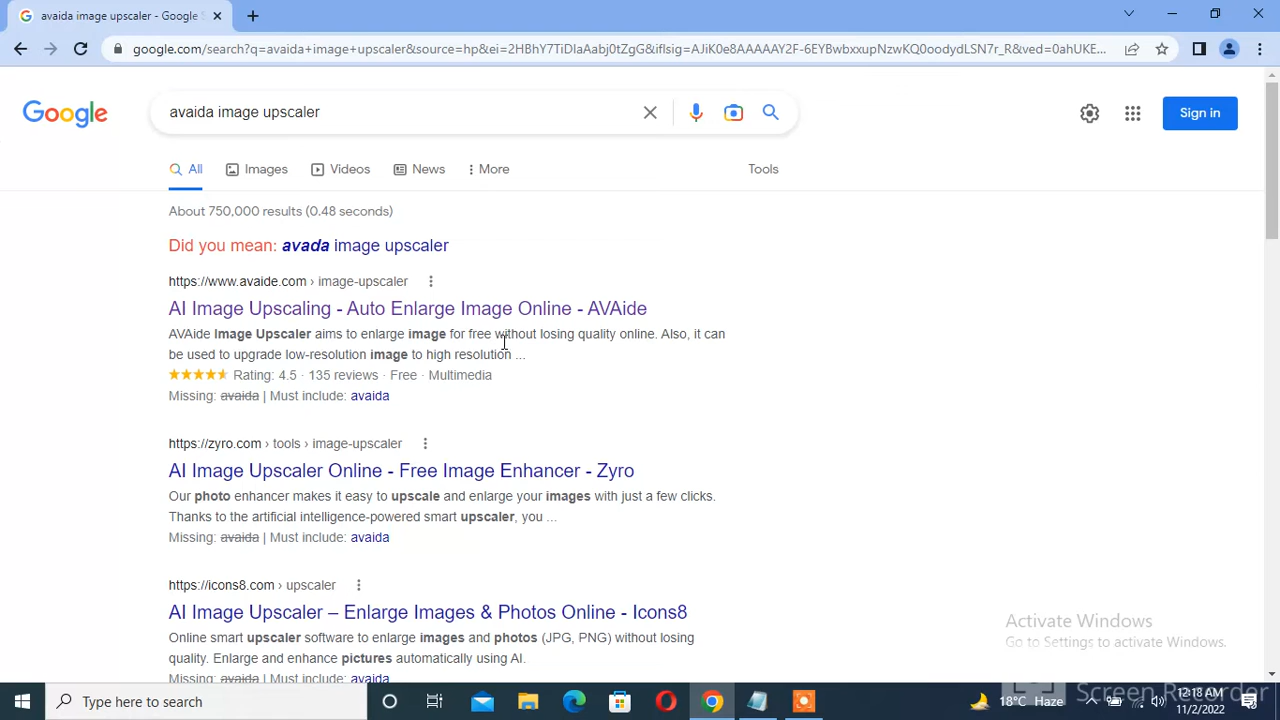 avaida image upscaler - Google S
google.com/search?q=avaida+image+upscaler&source=hp&ei=2HBhY7TiDIaAabj0tZgG&iflsig=AJiK0e8AAAAAY2F-6EYBwbxxupNzwKQ0oodydLSN7r_R&ved=0ahUKE...
Google
avaida image upscaler
Sign in
All Images Videos News More Tools
About 750,000 results (0.48 seconds)
Did you mean: avada image upscaler
https://www.avaide.com › image-upscaler
AI Image Upscaling - Auto Enlarge Image Online - AVAide
AVAide Image Upscaler aims to enlarge image for free without losing quality online. Also, it can
be used to upgrade low-resolution image to high resolution ...
Rating: 4.5 · 135 reviews · Free · Multimedia
Missing: avaida | Must include: avaida
https://zyro.com › tools › image-upscaler
AI Image Upscaler Online - Free Image Enhancer - Zyro
Our photo enhancer makes it easy to upscale and enlarge your images with just a few clicks.
Thanks to the artificial intelligence-powered smart upscaler, you ...
Missing: avaida | Must include: avaida
https://icons8.com › upscaler
AI Image Upscaler – Enlarge Images & Photos Online - Icons8
Online smart upscaler software to enlarge images and photos (JPG, PNG) without losing
quality. Enlarge and enhance pictures automatically using AI.
Missing: avaida | Must include: avaida
Activate Windows
Go to Settings to activate Windows.
Screen Recorder
Type here to search
18°C Haze
12:18 AM
11/2/2022